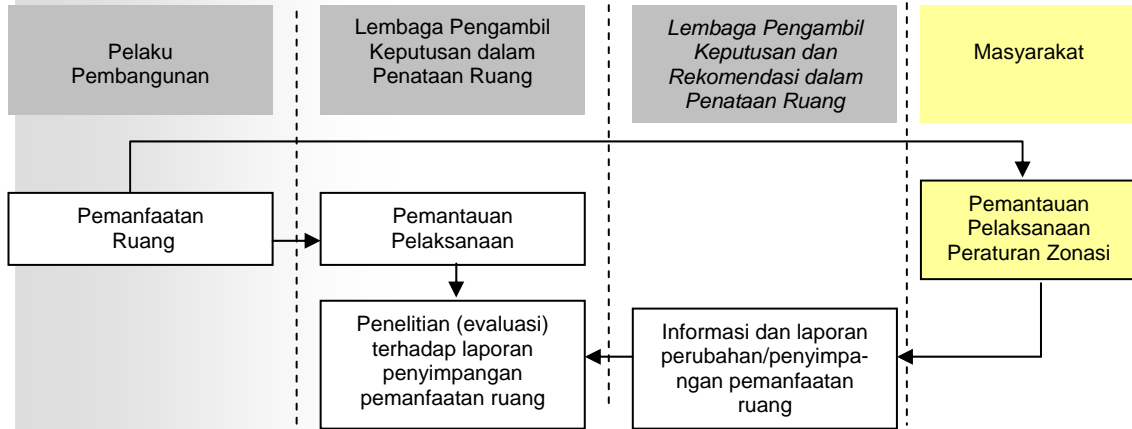 Pelaku
Pembangunan
Lembaga Pengambil
Keputusan dalam
Penataan Ruang
Lembaga Pengambil
Keputusan dan
Rekomendasi dalam
Penataan Ruang
Masyarakat
Pemanfaatan
Ruang
Pemantauan
Pelaksanaan
Pemantauan
Pelaksanaan
Peraturan Zonasi
Penelitian (evaluasi)
terhadap laporan
penyimpangan
pemanfaatan ruang
Informasi dan laporan
perubahan/penyimpa-
ngan pemanfaatan
ruang